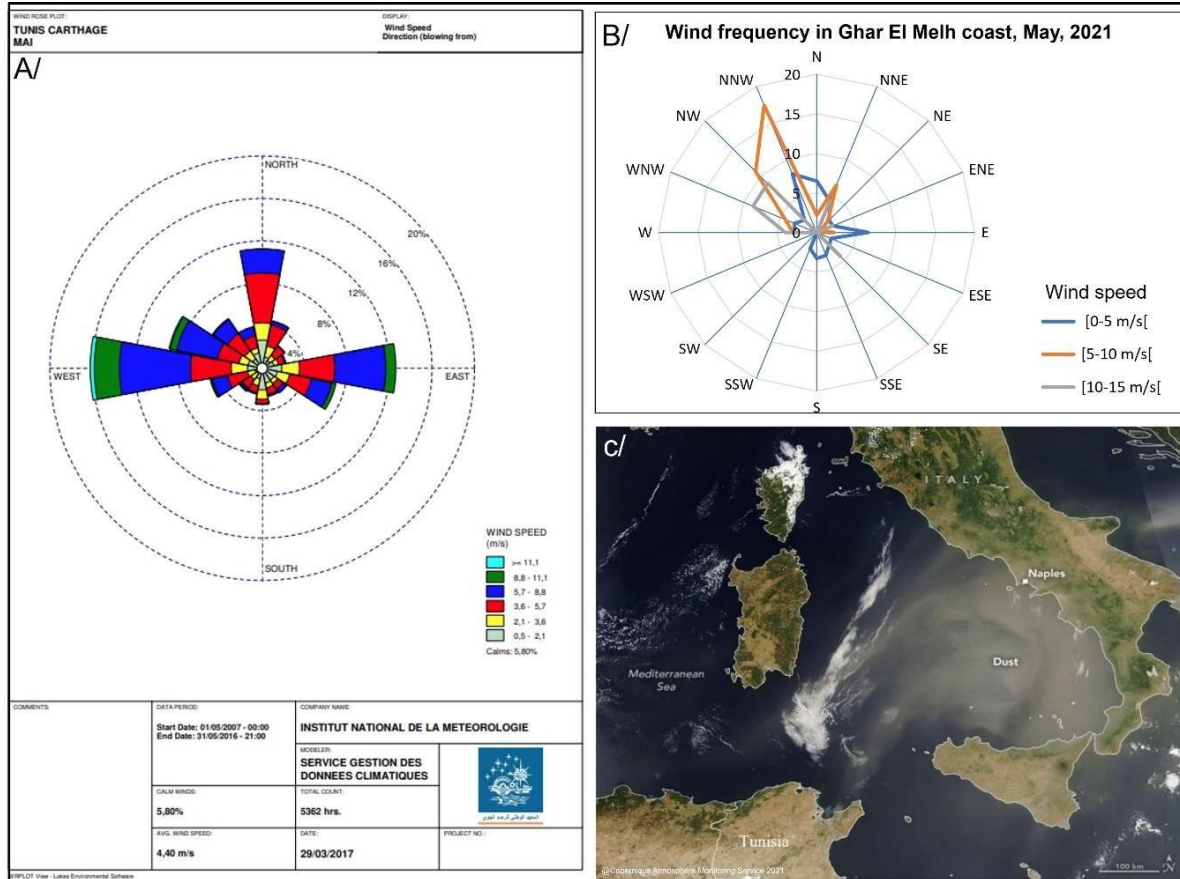 WIND ROSE PLOT:
TUNIS CARTHAGE
MAI
DISPLAY:
Wind Speed
Direction (blowing from)
A/
NORTH
20%
16%
12%
8%
4%
WEST
EAST
SOUTH
WIND SPEED
(m/s)
>= 11,1
8,8 - 11,1
5,7 - 8,8
3,6 - 5,7
2,1 - 3,6
0,5 - 2,1
Calms: 5,80%
COMMENTS:
DATA PERIOD:
Start Date: 01/05/2007 - 00:00
End Date: 31/05/2016 - 21:00
COMPANY NAME:
INSTITUT NATIONAL DE LA METEOROLOGIE
MODELER:
SERVICE GESTION DES
DONNEES CLIMATIQUES
CALM WINDS:
5,80%
TOTAL COUNT:
5362 hrs.
المعهد الوطني للرصد الجوي
AVG. WIND SPEED:
4,40 m/s
DATE:
29/03/2017
PROJECT NO.:
WRPLOT View - Lakes Environmental Software
B/
Wind frequency in Ghar El Melh coast, May, 2021
N
NNW
20
NNE
NW
15
NE
WNW
10
ENE
5
W
0
E
WSW
ESE
SW
SE
SSW
SSE
S
Wind speed
[0-5 m/s[
[5-10 m/s[
[10-15 m/s[
c/
ITALY
Naples
Dust
Mediterranean
Sea
Tunisia
@Copernique Atmosphere Monitoring Service 2021
100 km
N